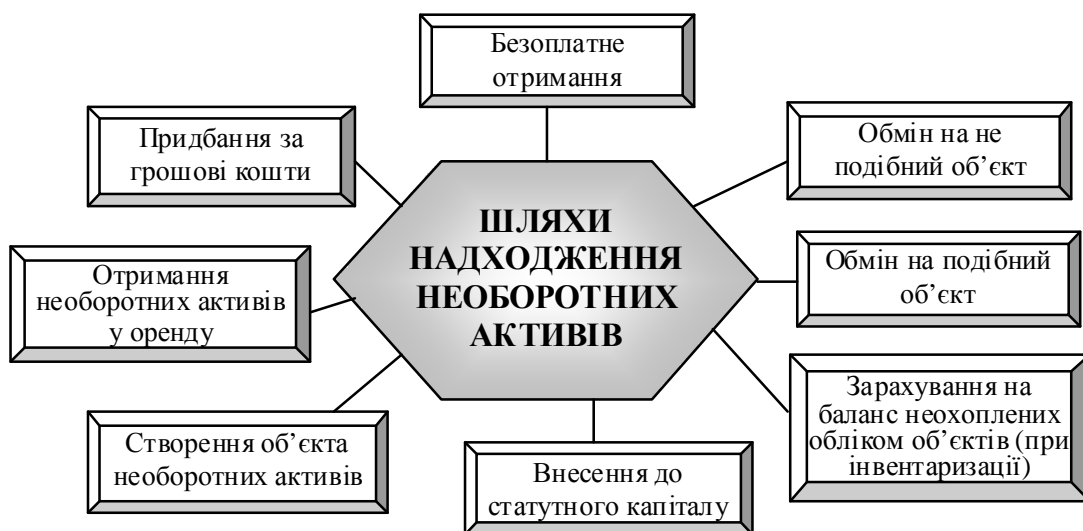 Безоплатне
отримання
Придбання за
грошові кошти
Обмін на не
подібний об’єкт
ШЛЯХИ
НАДХОДЖЕННЯ
НЕОБОРОТНИХ
АКТИВІВ
Отримання
необоротних активів
у оренду
Обмін на подібний
об’єкт
Створення об’єкта
необоротних активів
Внесення до
статутного капіталу
Зарахування на
баланс неохоплених
обліком об’єктів (при
інвентаризації)